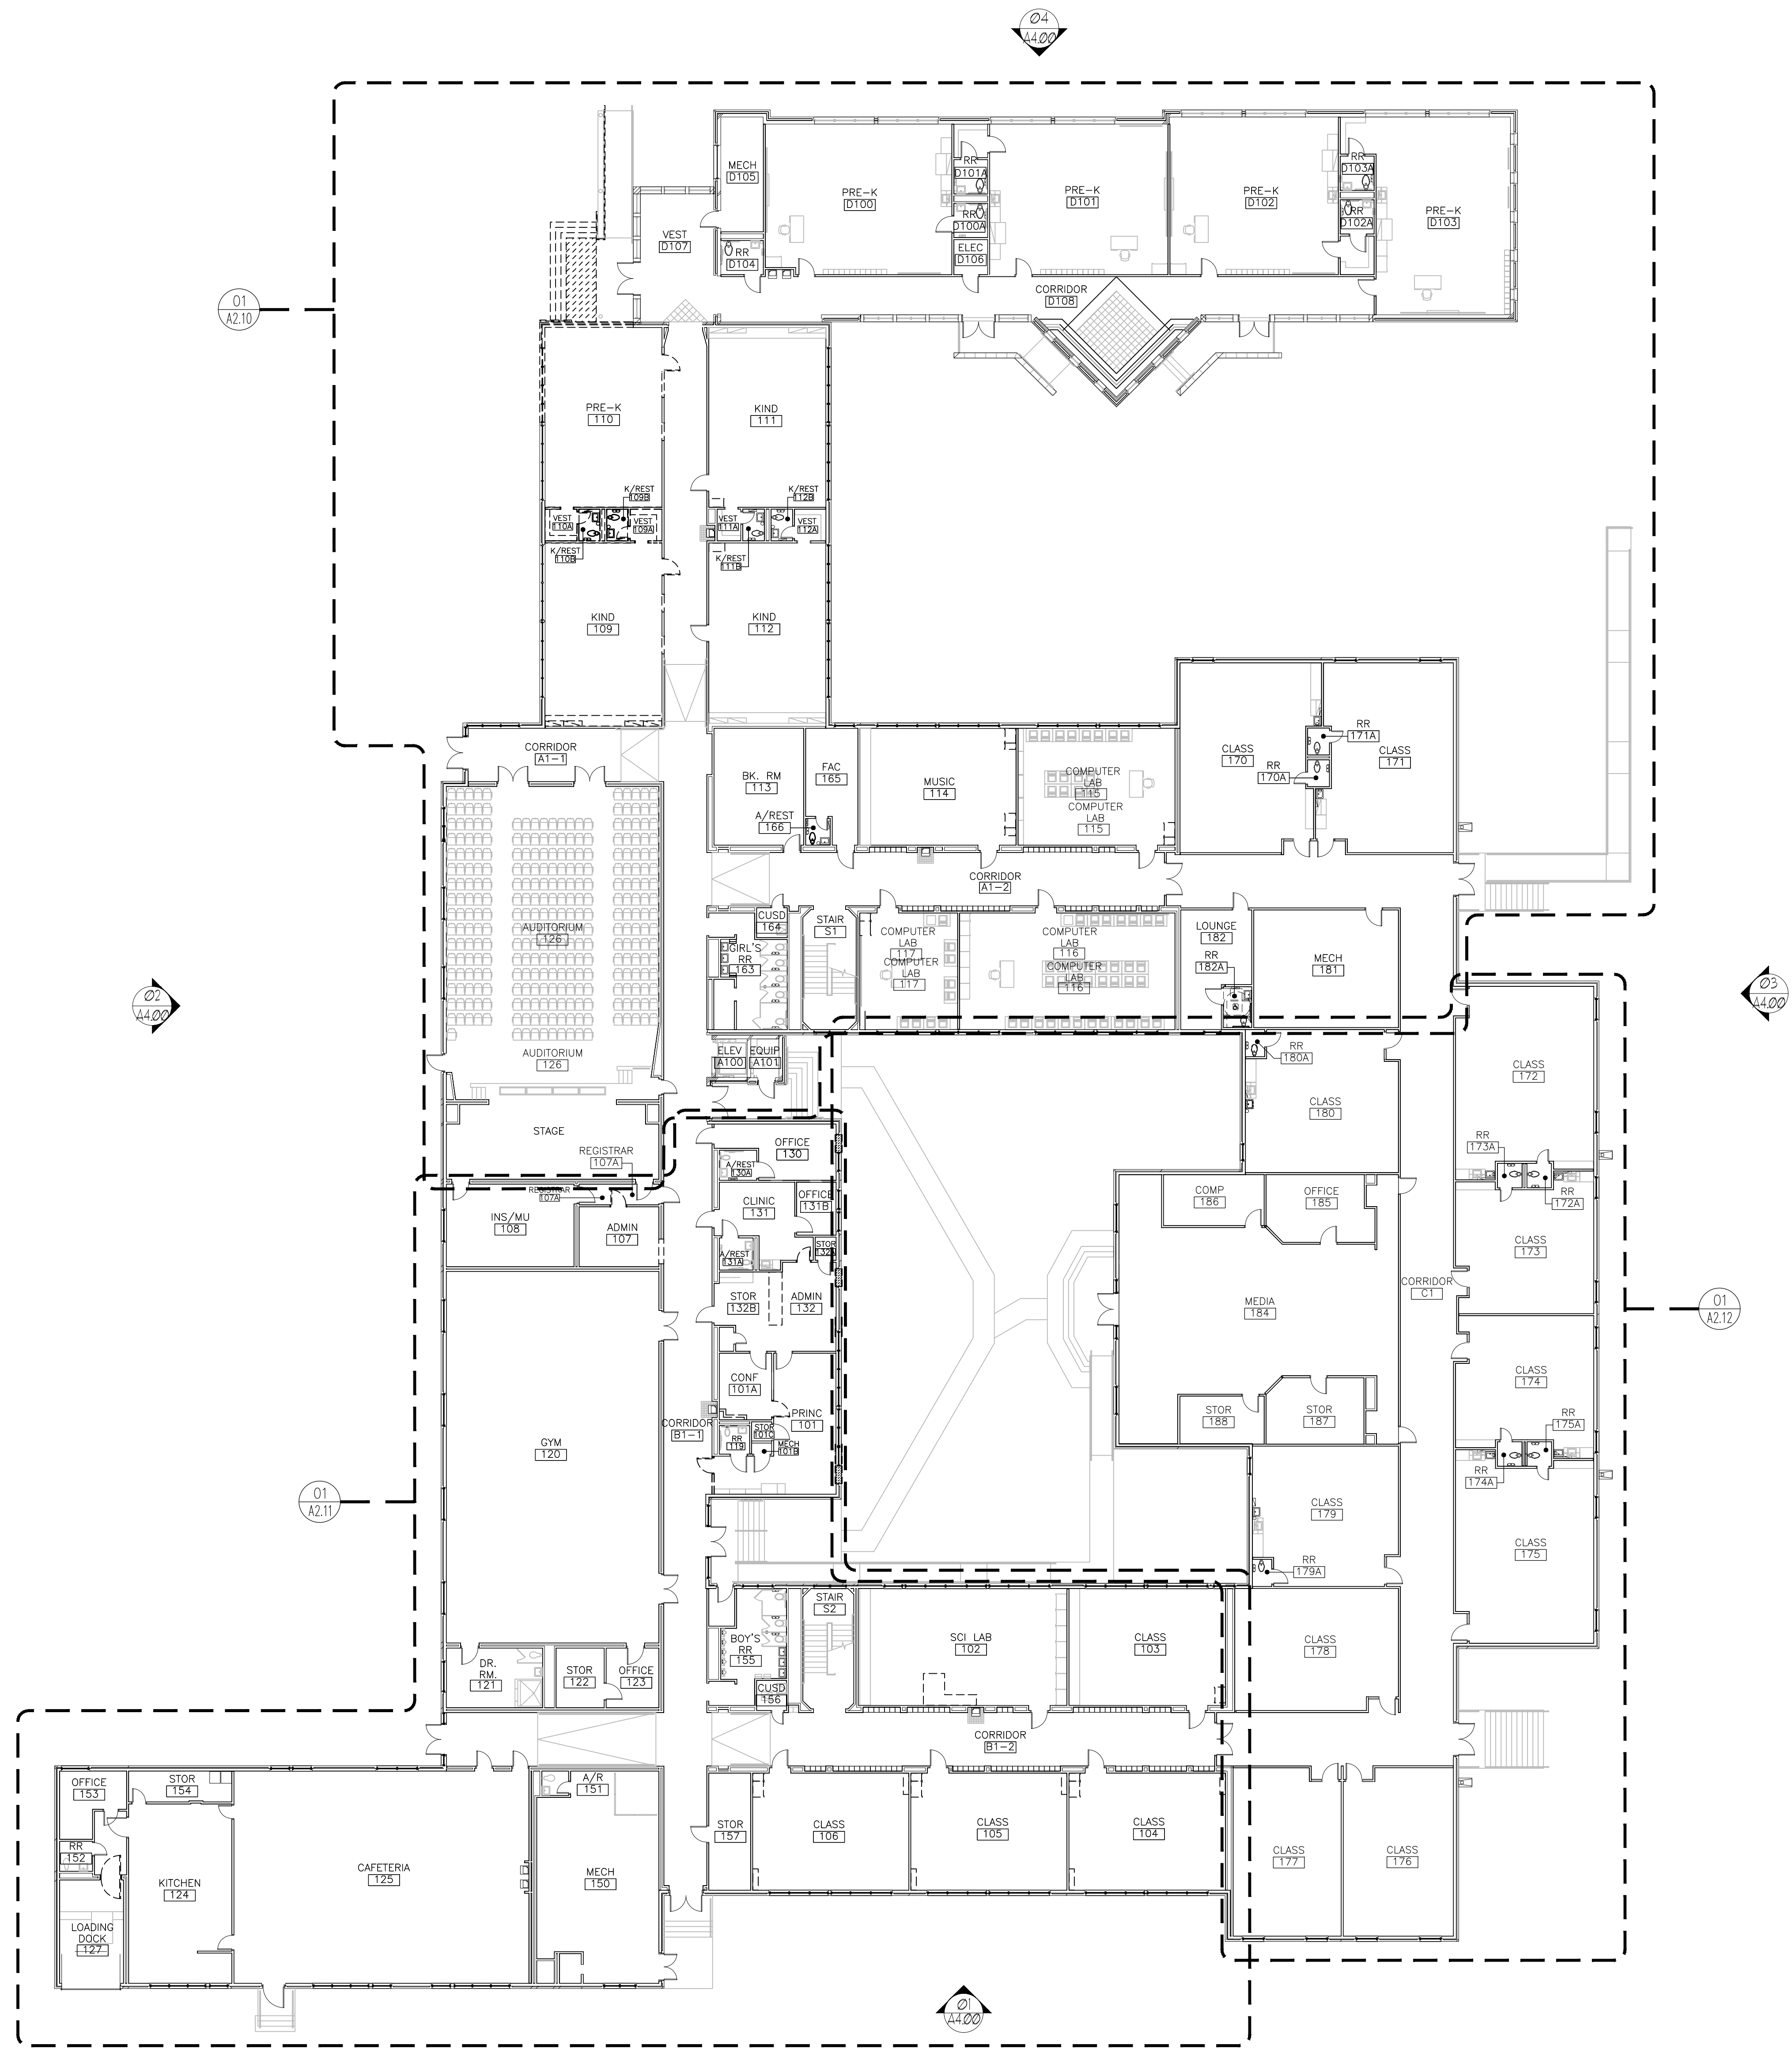 Ø4
A4.ØØ
MECH
D105
PRE-K
D100
RR
D101A
PRE-K
D101
PRE-K
D102
RR
D103A
PRE-K
D103
RR
D100A
RR
D102A
VEST
D107
RR
D104
ELEC
D106
CORRIDOR
D108
01
A2.10
PRE-K
110
KIND
111
K/REST
109B
K/REST
112B
VEST
110A
VEST
109A
VEST
111A
VEST
112A
K/REST
110B
K/REST
111B
KIND
109
KIND
112
CORRIDOR
A1-1
BK. RM
113
FAC
165
MUSIC
114
COMPUTER
LAB
115
COMPUTER
LAB
115
CLASS
170
RR
171A
CLASS
171
RR
170A
A/REST
166
CORRIDOR
A1-2
AUDITORIUM
126
CUSD
164
STAIR
S1
GIRL'S
RR
163
COMPUTER
LAB
117
COMPUTER
LAB
117
COMPUTER
LAB
116
COMPUTER
LAB
116
LOUNGE
182
RR
182A
MECH
181
Ø2
A4.ØØ
Ø3
A4.ØØ
AUDITORIUM
126
ELEV
A100
EQUIP
A101
RR
180A
CLASS
172
CLASS
180
STAGE
REGISTRAR
107A
REGISTRAR
107A
OFFICE
130
A/REST
130A
RR
173A
RR
172A
INS/MU
108
ADMIN
107
CLINIC
131
OFFICE
131B
COMP
186
OFFICE
185
CLASS
173
A/REST
131A
STOR
132A
STOR
132B
ADMIN
132
MEDIA
184
CORRIDOR
C1
01
A2.12
CONF
101A
PRINC
101
CLASS
174
STOR
188
STOR
187
CORRIDOR
B1-1
RR
119
STOR
101C
MECH
101B
RR
175A
RR
174A
GYM
120
01
A2.11
CLASS
179
RR
179A
CLASS
175
BOY'S
RR
155
STAIR
S2
SCI LAB
102
CLASS
103
CLASS
178
DR.
RM.
121
STOR
122
OFFICE
123
CUSD
156
CORRIDOR
B1-2
OFFICE
153
STOR
154
A/R
151
RR
152
KITCHEN
124
CAFETERIA
125
MECH
150
STOR
157
CLASS
106
CLASS
105
CLASS
104
CLASS
177
CLASS
176
LOADING
DOCK
127
Ø1
A4.ØØ